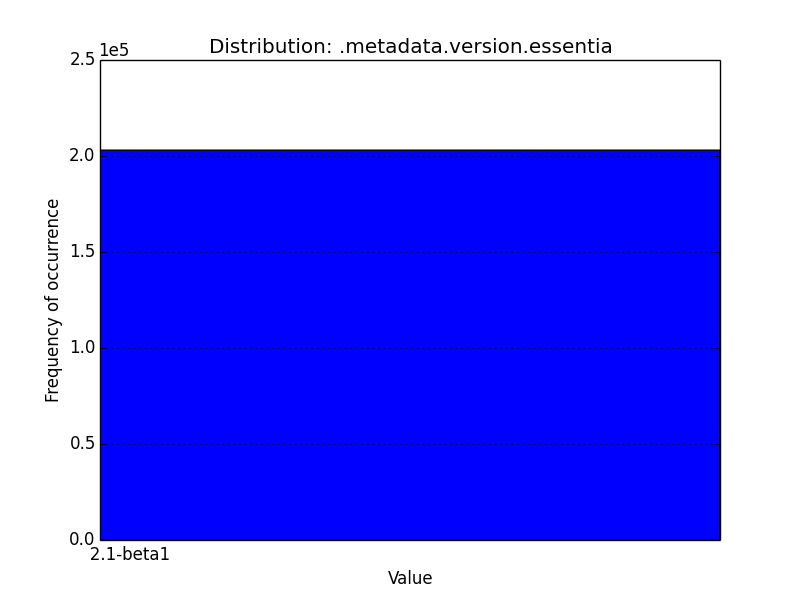 Distribution: .metadata.version.essentia
1e5
2.5
2.0
1.5
1.0
0.5
0.0
Frequency of occurrence
2.1-beta1
Value